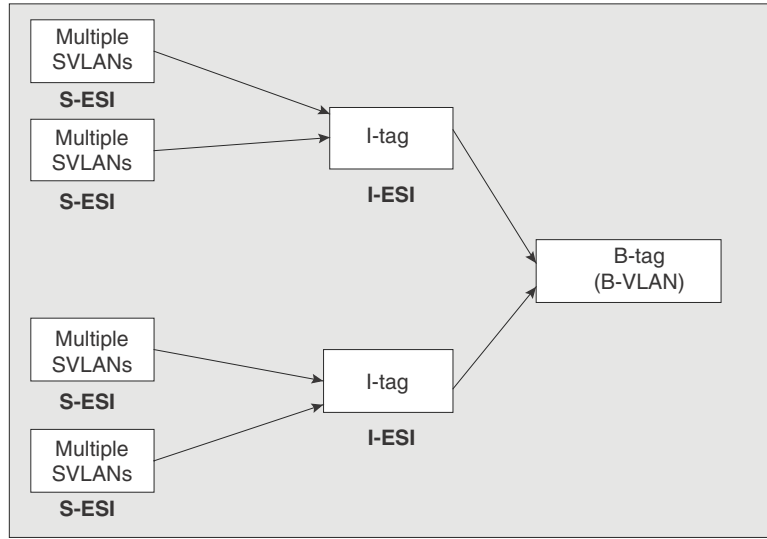 Multiple
SVLANs
S-ESI
Multiple
SVLANs
S-ESI
I-tag
I-ESI
B-tag
(B-VLAN)
Multiple
SVLANs
S-ESI
I-tag
I-ESI
Multiple
SVLANs
S-ESI